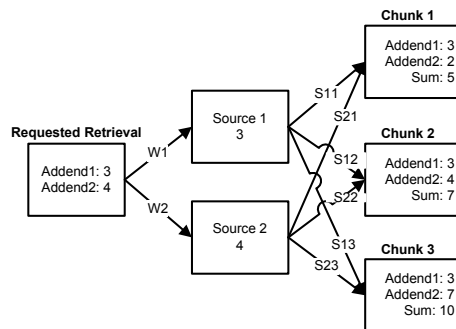 Chunk 1
Addend1: 3
Addend2: 2
Sum: 5
S11
S21
Source 1
3
Requested Retrieval
Addend1: 3
Addend2: 4
W1
W2
Chunk 2
Addend1: 3
Addend2: 4
Sum: 7
S12
S22
Source 2
4
S13
S23
Chunk 3
Addend1: 3
Addend2: 7
Sum: 10